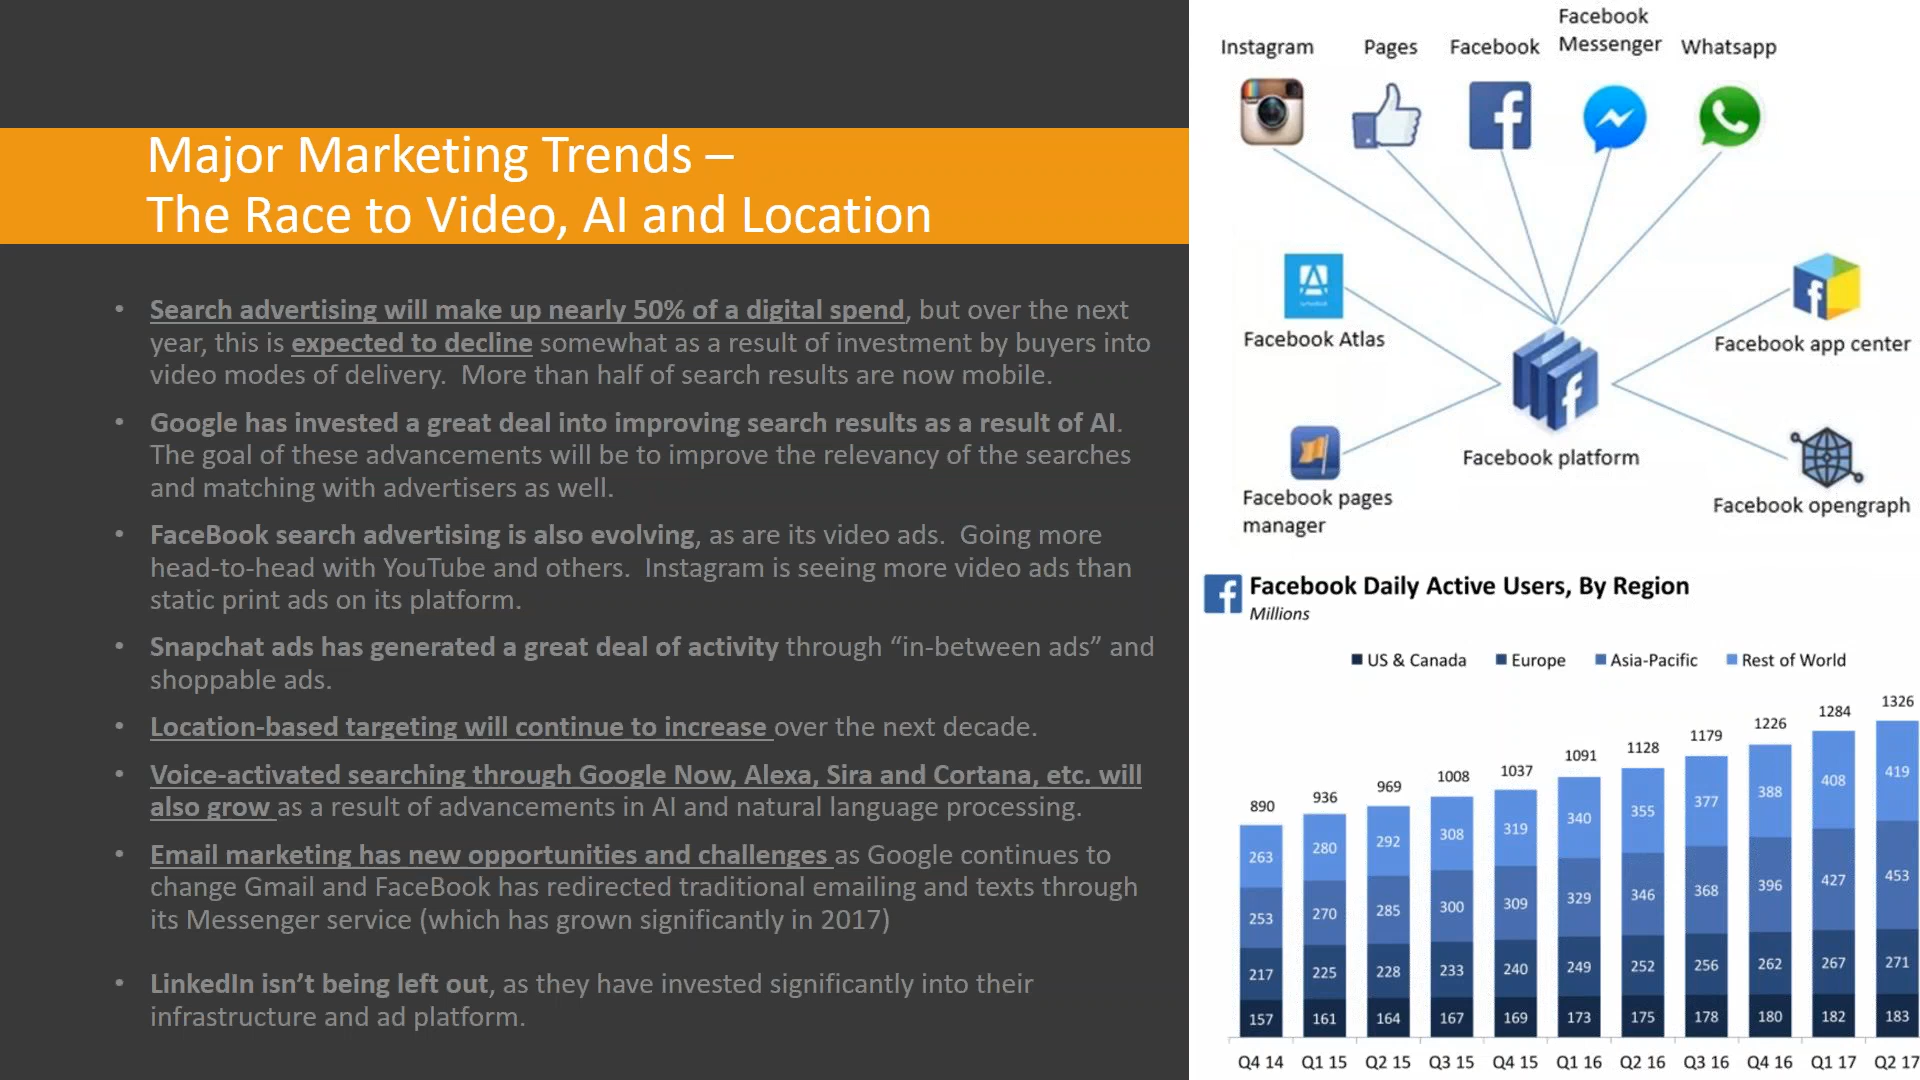 Major Marketing Trends –
The Race to Video, AI and Location
• Search advertising will make up nearly 50% of a digital spend, but over the next
year, this is expected to decline somewhat as a result of investment by buyers into
video modes of delivery.  More than half of search results are now mobile.
• Google has invested a great deal into improving search results as a result of AI.
The goal of these advancements will be to improve the relevancy of the searches
and matching with advertisers as well.
• FaceBook search advertising is also evolving, as are its video ads.  Going more
head-to-head with YouTube and others.  Instagram is seeing more video ads than
static print ads on its platform.
• Snapchat ads has generated a great deal of activity through “in-between ads” and
shoppable ads.
• Location-based targeting will continue to increase over the next decade.
• Voice-activated searching through Google Now, Alexa, Sira and Cortana, etc. will
also grow as a result of advancements in AI and natural language processing.
• Email marketing has new opportunities and challenges as Google continues to
change Gmail and FaceBook has redirected traditional emailing and texts through
its Messenger service (which has grown significantly in 2017)
• LinkedIn isn’t being left out, as they have invested significantly into their
infrastructure and ad platform.
Instagram
Pages
Facebook
Facebook
Messenger
Whatsapp
Facebook Atlas
Facebook app center
Facebook platform
Facebook pages
manager
Facebook opengraph
Facebook Daily Active Users, By Region
Millions
US & Canada Europe Asia-Pacific Rest of World
890 936 969 1008 1037 1091 1128 1179 1226 1284 1326
263 280 292 308 319 340 355 377 388 408 419
253 270 285 300 309 329 346 368 396 427 453
217 225 228 233 240 249 252 256 262 267 271
157 161 164 167 169 173 175 178 180 182 183
Q4 14 Q1 15 Q2 15 Q3 15 Q4 15 Q1 16 Q2 16 Q3 16 Q4 16 Q1 17 Q2 17